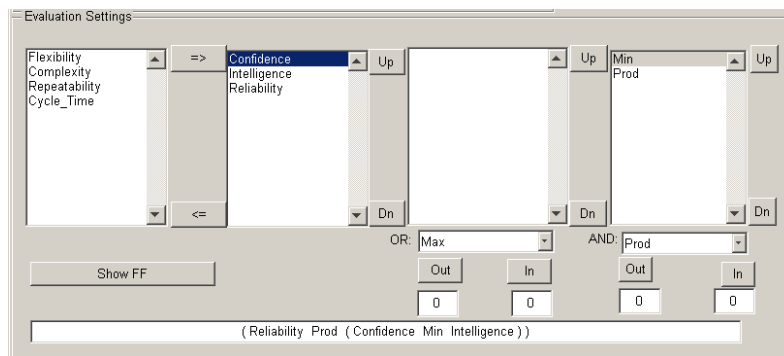 Evaluation Settings
Flexibility
Complexity
Repeatability
Cycle_Time
=>
<=
Confidence
Intelligence
Reliability
Up
Dn
Up
Dn
Min
Prod
Up
Dn
OR: Max
AND: Prod
Show FF
Out In
0 0
Out In
0 0
( Reliability Prod ( Confidence Min Intelligence ) )